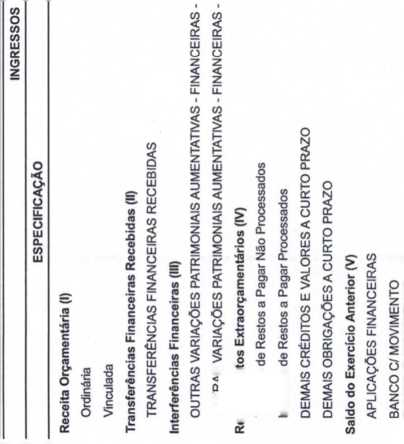 INGRESSOS
ESPECIFICAÇÃO
Receita Orçamentária (I)
Ordinária
Vinculada
Transferências Financeiras Recebidas (II)
TRANSFERÊNCIAS FINANCEIRAS RECEBIDAS
Interferências Financeiras (III)
OUTRAS VARIAÇÕES PATRIMONIAIS AUMENTATIVAS - FINANCEIRAS -
VARIAÇÕES PATRIMONIAIS AUMENTATIVAS - FINANCEIRAS -
tos Extraorçamentários (IV)
de Restos a Pagar Não Processados
de Restos a Pagar Processados
DEMAIS CRÉDITOS E VALORES A CURTO PRAZO
DEMAIS OBRIGAÇÕES A CURTO PRAZO
Saldo do Exercício Anterior (V)
APLICAÇÕES FINANCEIRAS
BANCO C/ MOVIMENTO